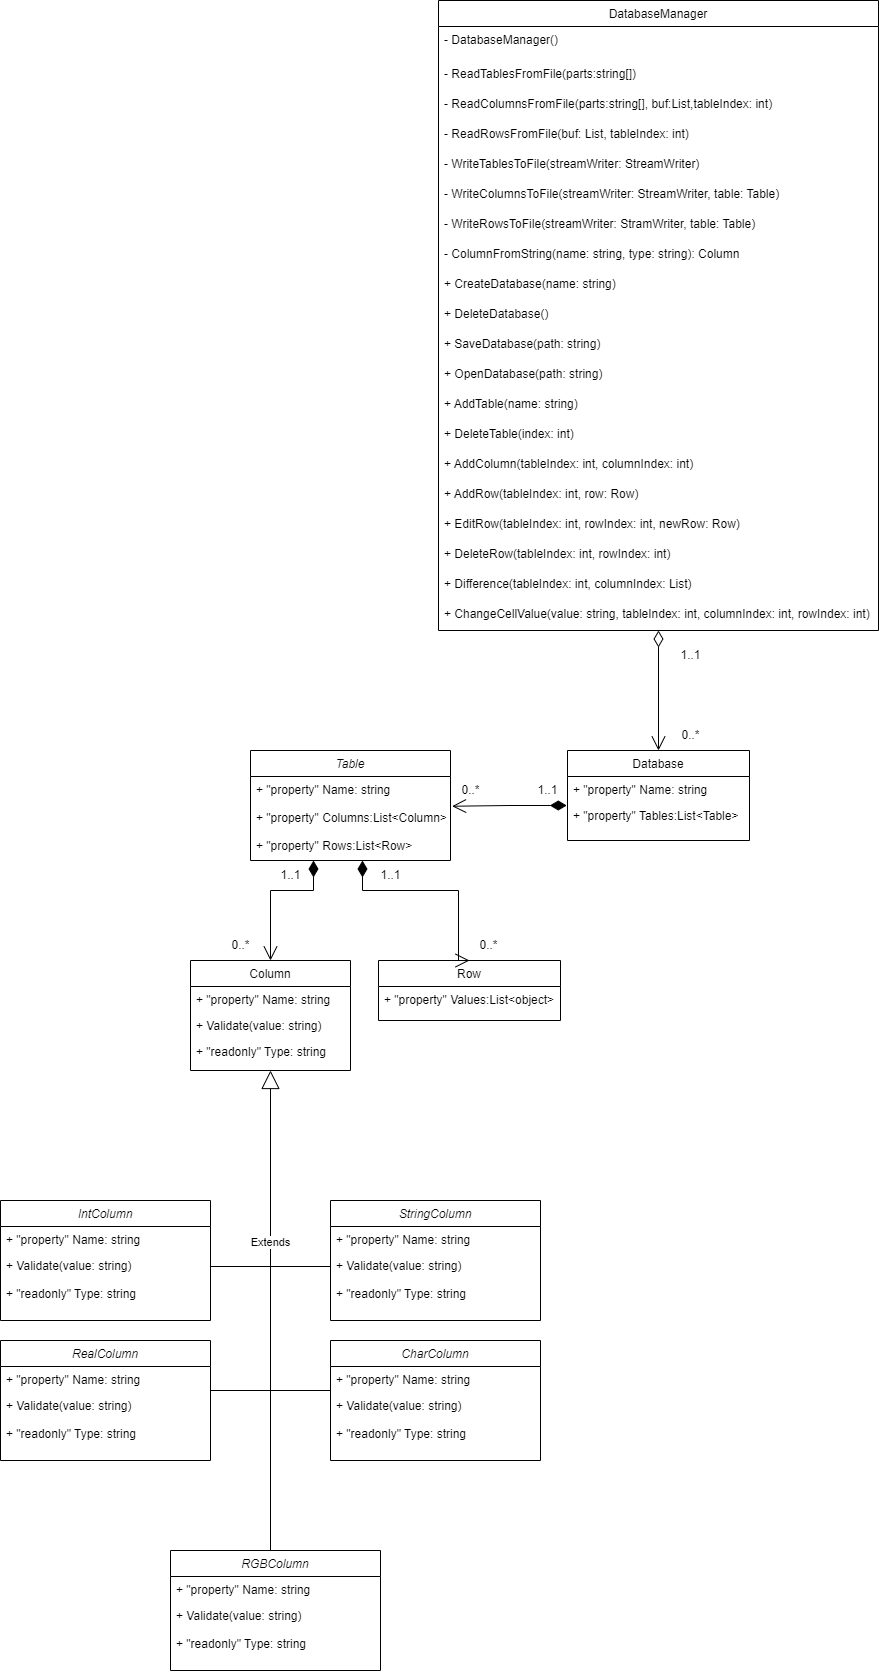 DatabaseManager
- DatabaseManager()
- ReadTablesFromFile(parts:string[])
- ReadColumnsFromFile(parts:string[], buf:List,tableIndex: int)
- ReadRowsFromFile(buf: List, tableIndex: int)
- WriteTablesToFile(streamWriter: StreamWriter)
- WriteColumnsToFile(streamWriter: StreamWriter, table: Table)
- WriteRowsToFile(streamWriter: StramWriter, table: Table)
- ColumnFromString(name: string, type: string): Column
+ CreateDatabase(name: string)
+ DeleteDatabase()
+ SaveDatabase(path: string)
+ OpenDatabase(path: string)
+ AddTable(name: string)
+ DeleteTable(index: int)
+ AddColumn(tableIndex: int, columnIndex: int)
+ AddRow(tableIndex: int, row: Row)
+ EditRow(tableIndex: int, rowIndex: int, newRow: Row)
+ DeleteRow(tableIndex: int, rowIndex: int)
+ Difference(tableIndex: int, columnIndex: List)
+ ChangeCellValue(value: string, tableIndex: int, columnIndex: int, rowIndex: int)
1..1
0..*
Table
+ "property" Name: string
+ "property" Columns:List<Column>
+ "property" Rows:List<Row>
0..*
1..1
Database
+ "property" Name: string
+ "property" Tables:List<Table>
1..1
1..1
0..*
0..*
Column
+ "property" Name: string
+ Validate(value: string)
+ "readonly" Type: string
Row
+ "property" Values:List<object>
IntColumn
+ "property" Name: string
+ Validate(value: string)
+ "readonly" Type: string
Extends
StringColumn
+ "property" Name: string
+ Validate(value: string)
+ "readonly" Type: string
RealColumn
+ "property" Name: string
+ Validate(value: string)
+ "readonly" Type: string
CharColumn
+ "property" Name: string
+ Validate(value: string)
+ "readonly" Type: string
RGBColumn
+ "property" Name: string
+ Validate(value: string)
+ "readonly" Type: string